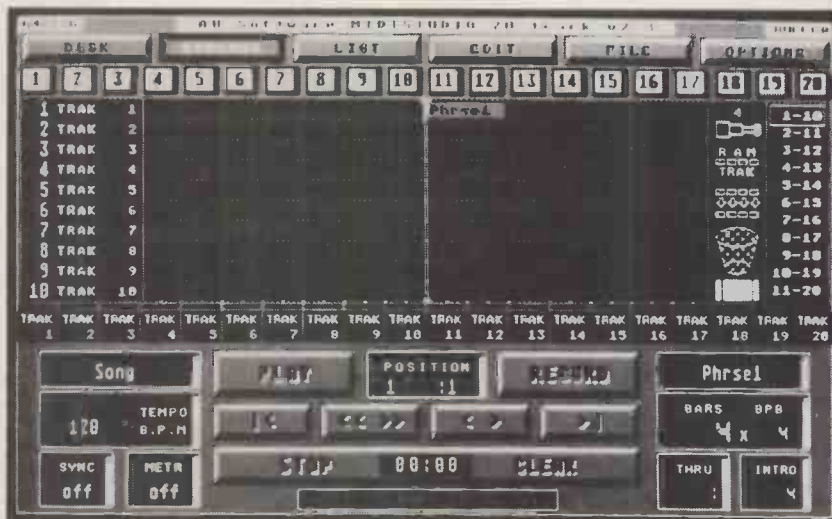 DESK LIST EDIT FILE OPTIONS
1 2 3 4 5 6 7 8 9 10 11 12 13 14 15 16 17 18 19 20
1 TRAK 1
2 TRAK 2
3 TRAK 3
4 TRAK 4
5 TRAK 5
6 TRAK 6
7 TRAK 7
8 TRAK 8
9 TRAK 9
10 TRAK 10
Phrse1
4
RAM
TRAK
1-10
2-11
3-12
4-13
5-14
6-15
7-16
8-17
9-18
10-19
11-20
TRAK TRAK TRAK TRAK TRAK TRAK TRAK TRAK TRAK TRAK TRAK TRAK TRAK TRAK TRAK TRAK TRAK TRAK TRAK TRAK
1 2 3 4 5 6 7 8 9 10 11 12 13 14 15 16 17 18 19 20
Song
PLAY
POSITION
1 :1
RECORD
Phrse1
TEMPO
B.P.M
BARS BPB
4 x 4
|< << >> < > >|
SYNC
off
METR
off
STOP 00:00 CLEAR
THRU
:
INTRO
4